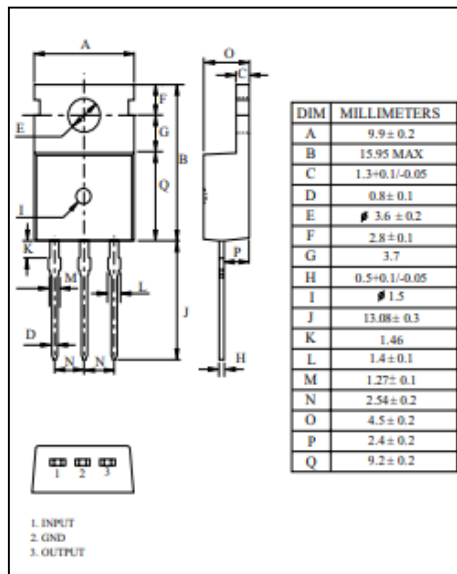 A
O
C
F
E
G
B
Q
I
K
M
L
P
J
D
H
N N
DIM MILLIMETERS
A 9.9± 0.2
B 15.95 MAX
C 1.3+0.1/-0.05
D 0.8± 0.1
E ø 3.6 ± 0.2
F 2.8± 0.1
G 3.7
H 0.5+0.1/-0.05
I ø 1.5
J 13.08± 0.3
K 1.46
L 1.4± 0.1
M 1.27± 0.1
N 2.54± 0.2
O 4.5± 0.2
P 2.4± 0.2
Q 9.2± 0.2
1 2 3
1. INPUT
2. GND
3. OUTPUT